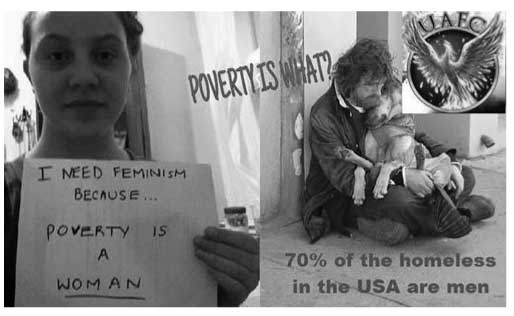 I NEED FEMINISM
BECAUSE...
POVERTY IS
A
WOMAN
POVERTY IS WHAT?
UAFC
70% of the homeless
in the USA are men